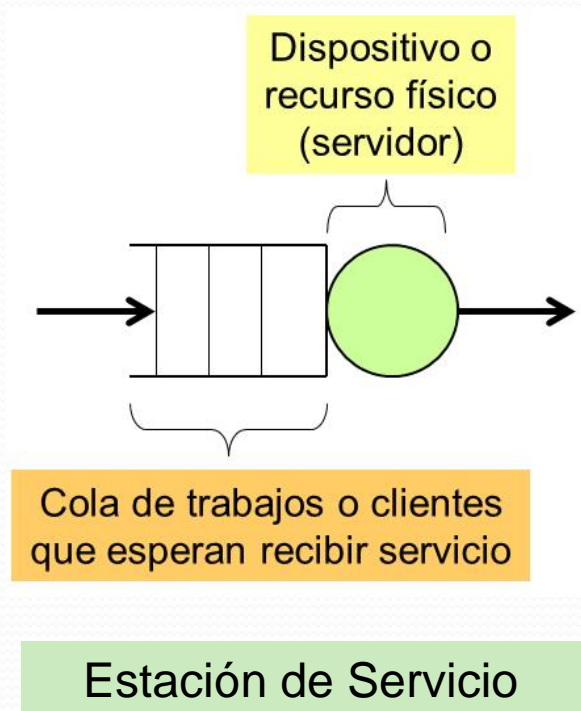 Dispositivo o
recurso físico
(servidor)
Cola de trabajos o clientes
que esperan recibir servicio
Estación de Servicio